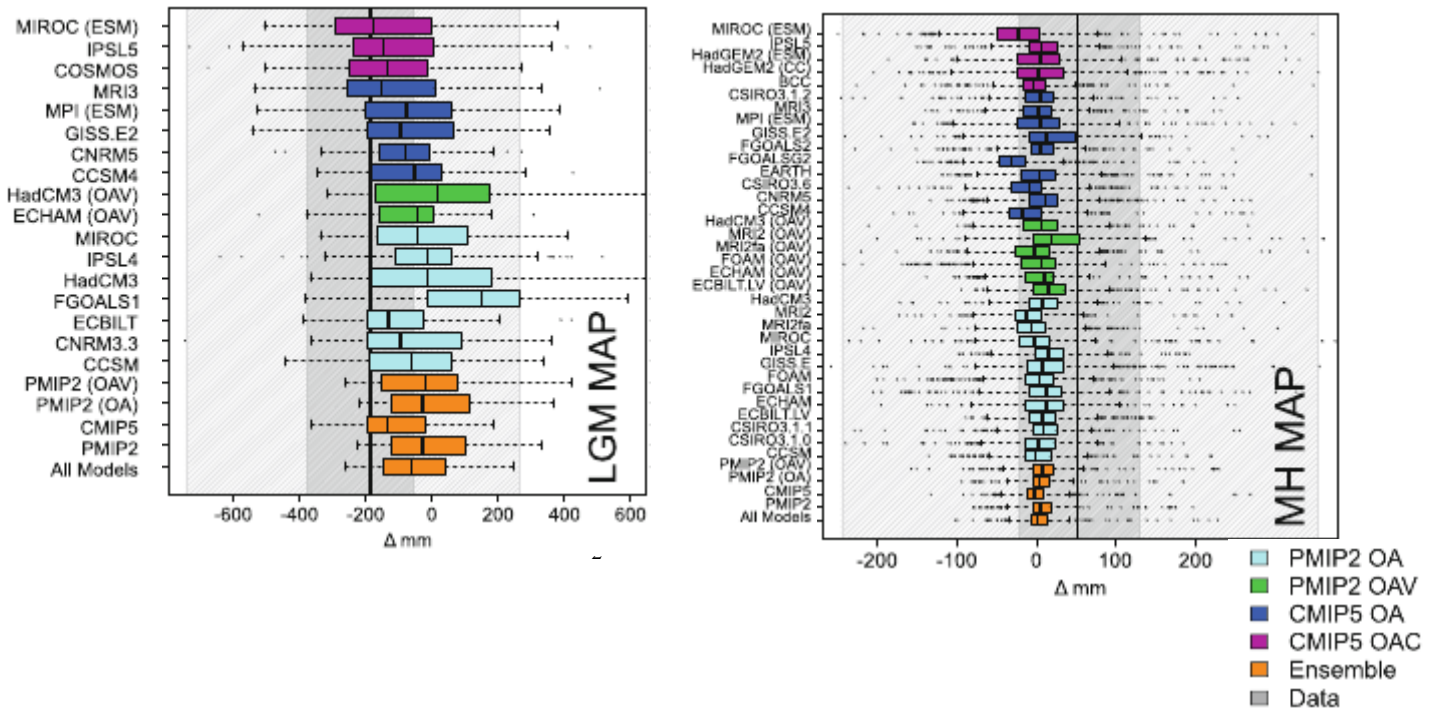 MIROC (ESM)
IPSL5
COSMOS
MRI3
MPI (ESM)
GISS.E2
CNRM5
CCSM4
HadCM3 (OAV)
ECHAM (OAV)
MIROC
IPSL4
HadCM3
FGOALS1
ECBILT
CNRM3.3
CCSM
PMIP2 (OAV)
PMIP2 (OA)
CMIP5
PMIP2
All Models
-600 -400 -200 0 200 400 600
Δ mm
LGM MAP
MIROC (ESM)
IPSL5
HadGEM2 (ESM)
HadGEM2 (CC)
BCC
CSIRO3.1.2
MRI3
MPI (ESM)
GISS.E2
FGOALS2
FGOALSG2
EARTH
CSIRO3.6
CNRM5
CCSM4
HadCM3 (OAV)
MRI2 (OAV)
MRI2fa (OAV)
FOAM (OAV)
ECHAM (OAV)
ECBILT.LV (OAV)
HadCM3
MRI2
MRI2fa
MIROC
IPSL4
GISS.E
FOAM
FGOALS1
ECHAM
ECBILT.LV
CSIRO3.1.1
CSIRO3.1.0
CCSM
PMIP2 (OAV)
PMIP2 (OA)
CMIP5
PMIP2
All Models
-200 -100 0 100 200
Δ mm
MH MAP
PMIP2 OA
PMIP2 OAV
CMIP5 OA
CMIP5 OAC
Ensemble
Data